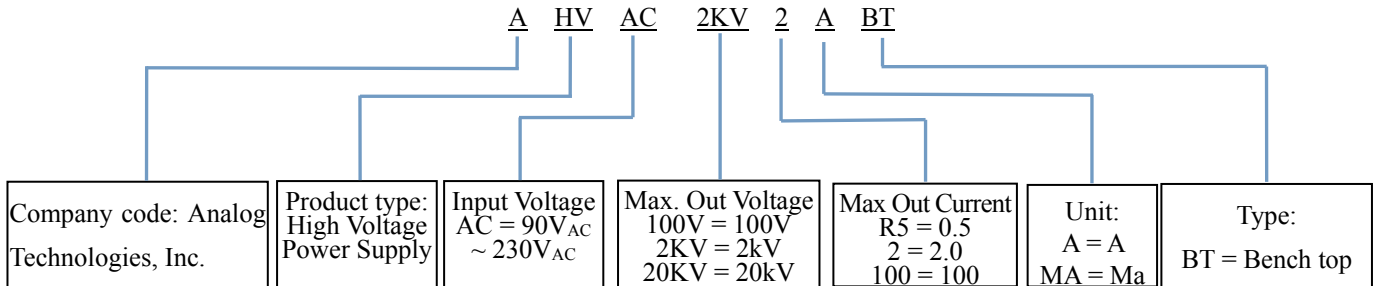 A HV AC 2KV 2 A BT
Company code: Analog
Technologies, Inc.
Product type:
High Voltage
Power Supply
Input Voltage
AC = 90VAC
~ 230VAC
Max. Out Voltage
100V = 100V
2KV = 2kV
20KV = 20kV
Max Out Current
R5 = 0.5
2 = 2.0
100 = 100
Unit:
A = A
MA = Ma
Type:
BT = Bench top